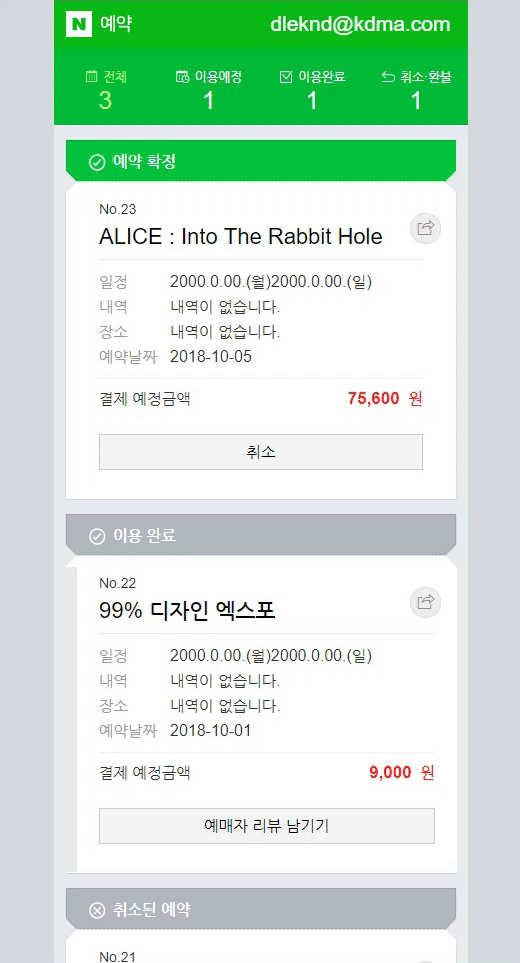 N 예약 dleknd@kdma.com
전체 이용예정 이용완료 취소·환불
3 1 1 1
예약 확정
No.23
ALICE : Into The Rabbit Hole
일정 2000.0.00.(월)2000.0.00.(일)
내역 내역이 없습니다.
장소 내역이 없습니다.
예약날짜 2018-10-05
결제 예정금액 75,600 원
취소
이용 완료
No.22
99% 디자인 엑스포
일정 2000.0.00.(월)2000.0.00.(일)
내역 내역이 없습니다.
장소 내역이 없습니다.
예약날짜 2018-10-01
결제 예정금액 9,000 원
예매자 리뷰 남기기
취소된 예약
No.21